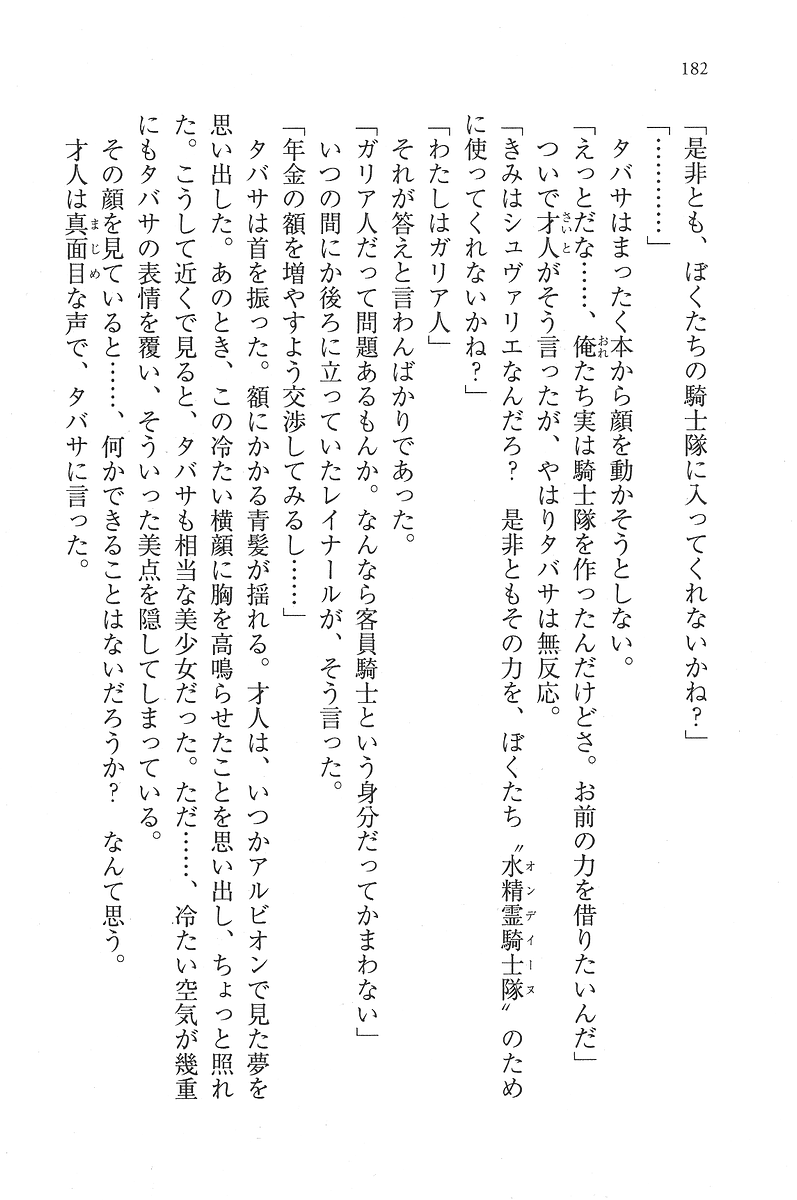 182
「是非とも、ぼくたちの騎士隊に入ってくれないかね？」
「…………」
　タバサはまったく本から顔を動かそうとしない。
「えっとだな……、俺たち実は騎士隊を作ったんだけどさ。お前の力を借りたいんだ」
　ついで才人がそう言ったが、やはりタバサは無反応。
「きみはシュヴァリエなんだろ？　是非ともその力を、ぼくたち〝水精霊騎士隊〟のため
に使ってくれないかね？」
「わたしはガリア人」
　それが答えと言わんばかりであった。
「ガリア人だって問題あるもんか。なんなら客員騎士という身分だってかまわない」
　いつの間にか後ろに立っていたレイナールが、そう言った。
「年金の額を増やすよう交渉してみるし……」
　タバサは首を振った。額にかかる青髪が揺れる。才人は、いつかアルビオンで見た夢を
思い出した。あのとき、この冷たい横顔に胸を高鳴らせたことを思い出し、ちょっと照れ
た。こうして近くで見ると、タバサも相当な美少女だった。ただ……、冷たい空気が幾重
にもタバサの表情を覆い、そういった美点を隠してしまっている。
　その顔を見ていると……、何かできることはないだろうか？　なんて思う。
　才人は真面目な声で、タバサに言った。